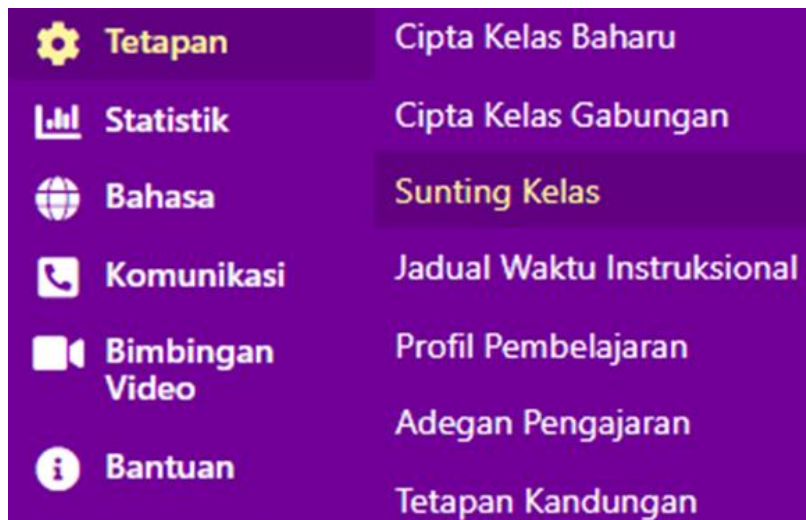 Tetapan
Statistik
Bahasa
Komunikasi
Bimbingan
Video
Bantuan
Cipta Kelas Baharu
Cipta Kelas Gabungan
Sunting Kelas
Jadual Waktu Instruksional
Profil Pembelajaran
Adegan Pengajaran
Tetapan Kandungan